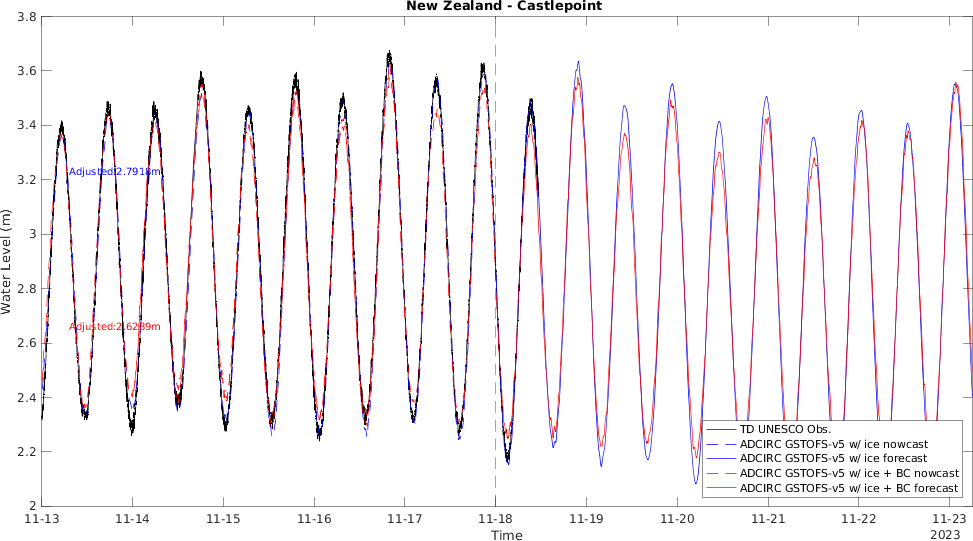 New Zealand - Castlepoint
3.8
3.6
3.4
3.2
3
2.8
2.6
2.4
2.2
2
Water Level (m)
Adjusted:2.7918m
Adjusted:2.6289m
TD UNESCO Obs.
ADCIRC GSTOFS-v5 w/ ice nowcast
ADCIRC GSTOFS-v5 w/ ice forecast
ADCIRC GSTOFS-v5 w/ ice + BC nowcast
ADCIRC GSTOFS-v5 w/ ice + BC forecast
11-13 11-14 11-15 11-16 11-17 11-18 11-19 11-20 11-21 11-22 11-23
Time
2023